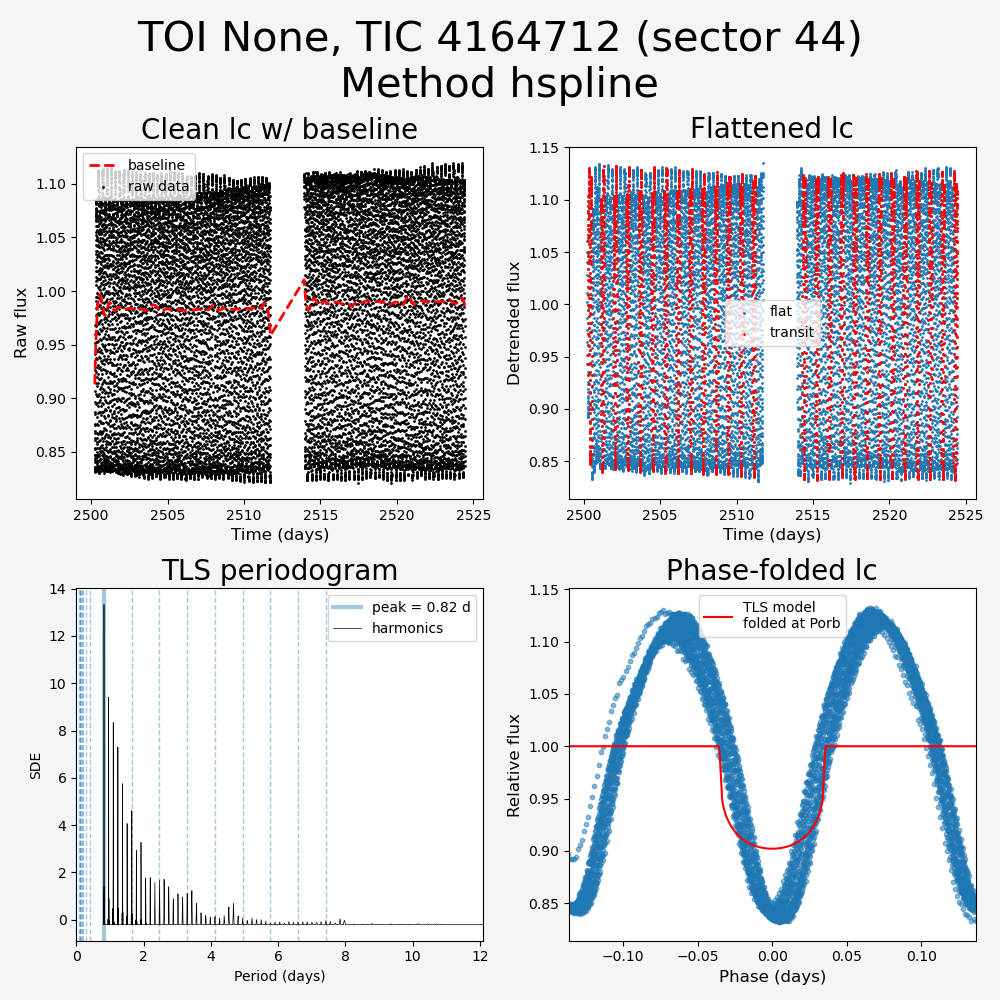 TOI None, TIC 4164712 (sector 44)
Method hspline
Clean lc w/ baseline
baseline
raw data
1.10
1.05
1.00
0.95
0.90
0.85
Raw flux
2500 2505 2510 2515 2520 2525
Time (days)
Flattened lc
1.15
1.10
1.05
1.00
0.95
0.90
0.85
Detrended flux
flat
transit
2500 2505 2510 2515 2520 2525
Time (days)
TLS periodogram
peak = 0.82 d
harmonics
14
12
10
8
6
4
2
0
SDE
0 2 4 6 8 10 12
Period (days)
Phase-folded lc
TLS model
folded at Porb
1.15
1.10
1.05
1.00
0.95
0.90
0.85
Relative flux
−0.10 −0.05 0.00 0.05 0.10
Phase (days)